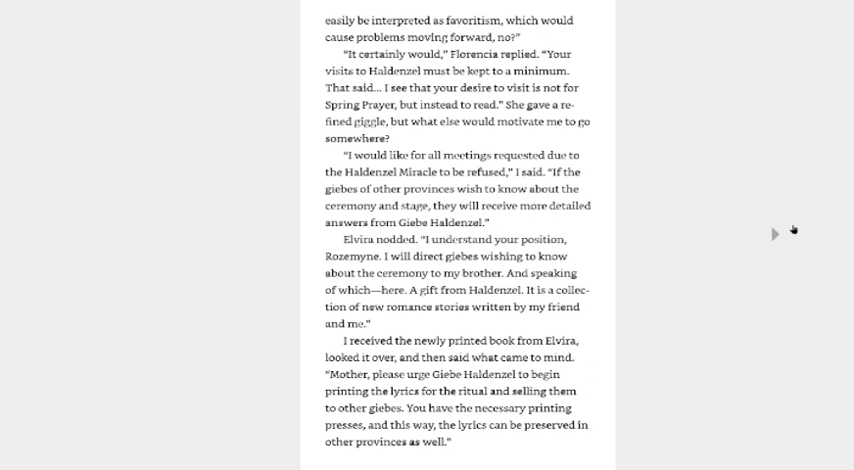 easily be interpreted as favoritism, which would
cause problems moving forward, no?”
“It certainly would,” Florencia replied. “Your
visits to Haldenzel must be kept to a minimum.
That said... I see that your desire to visit is not for
Spring Prayer, but instead to read.” She gave a re-
fined giggle, but what else would motivate me to go
somewhere?
“I would like for all meetings requested due to
the Haldenzel Miracle to be refused,” I said. “If the
giebes of other provinces wish to know about the
ceremony and stage, they will receive more detailed
answers from Giebe Haldenzel.”
Elvira nodded. “I understand your position,
Rozemyne. I will direct giebes wishing to know
about the ceremony to my brother. And speaking
of which—here. A gift from Haldenzel. It is a collec-
tion of new romance stories written by my friend
and me.”
I received the newly printed book from Elvira,
looked it over, and then said what came to mind.
“Mother, please urge Giebe Haldenzel to begin
printing the lyrics for the ritual and selling them
to other giebes. You have the necessary printing
presses, and this way, the lyrics can be preserved in
other provinces as well.”